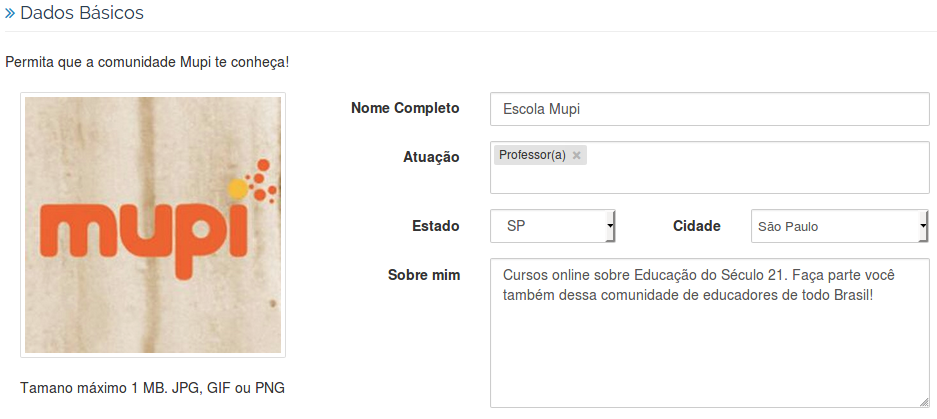 » Dados Básicos
Permita que a comunidade Mupi te conheça!
mupi
Nome Completo
Escola Mupi
Atuação
Professor(a) ×
Estado
SP
Cidade
São Paulo
Sobre mim
Cursos online sobre Educação do Século 21. Faça parte você
também dessa comunidade de educadores de todo Brasil!
Tamano máximo 1 MB. JPG, GIF ou PNG